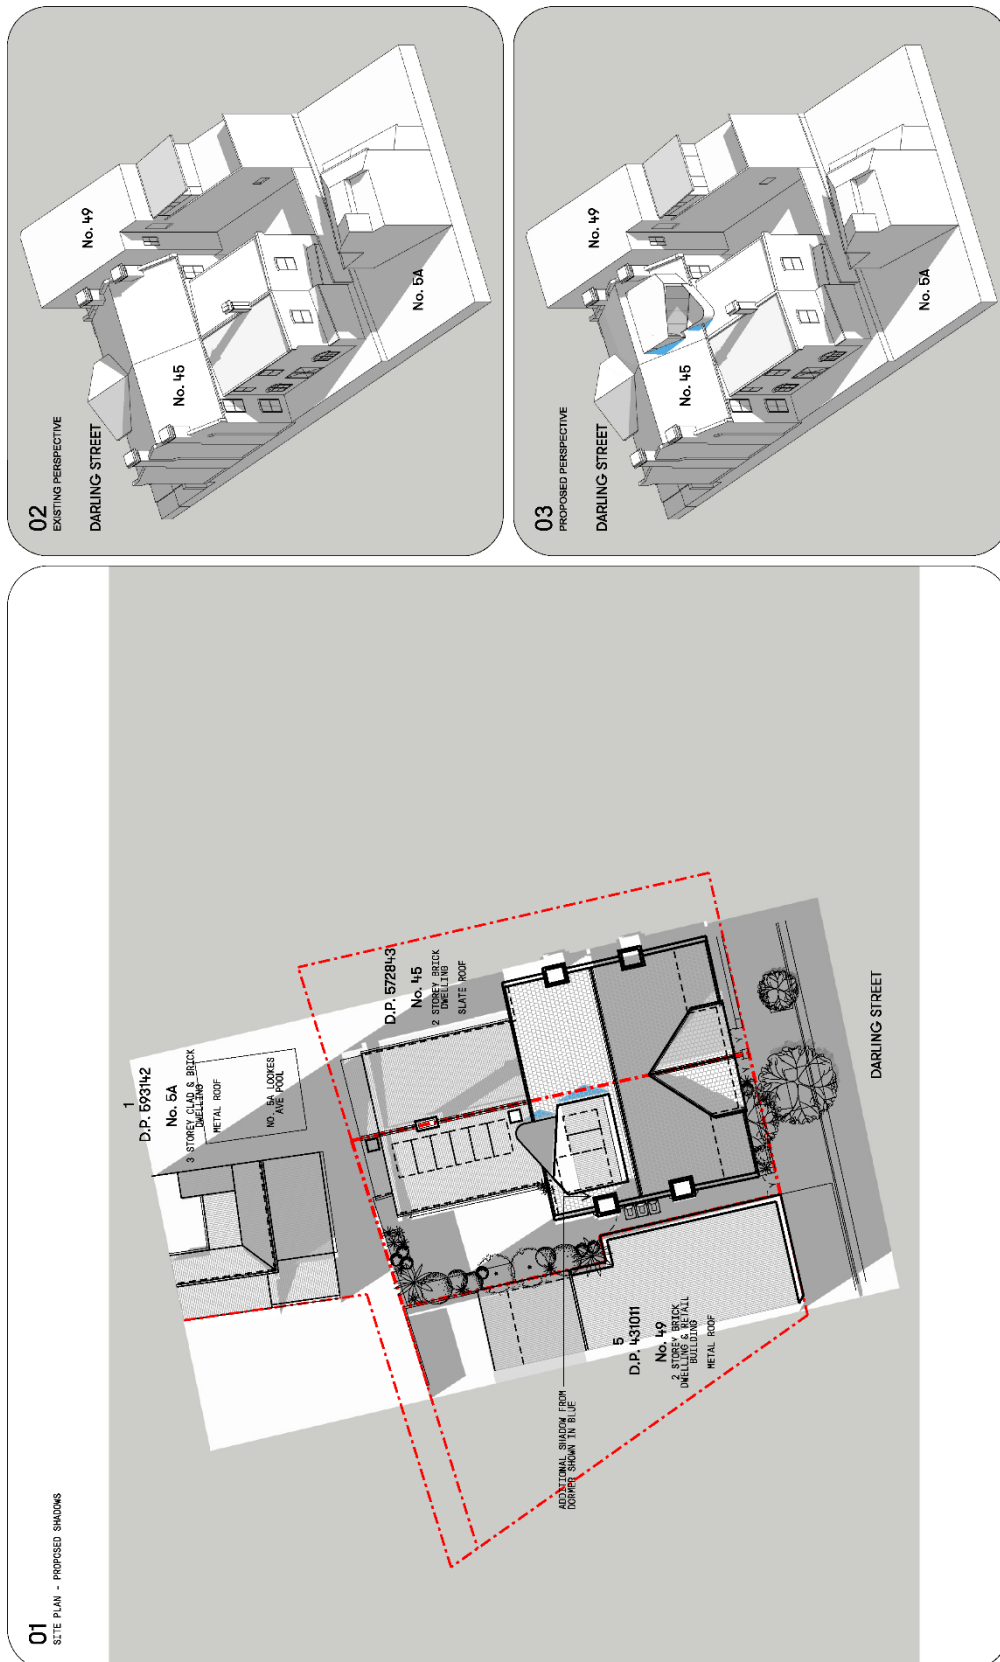 01
SITE PLAN - PROPOSED SHADOWS
1
D.P. 593142
No. 5A
3 STOREY CLAD & BRICK
DWELLING
METAL ROOF
NO. 5A LOOKES
AVE POOL
D.P. 572843
No. 45
2 STOREY BRICK
DWELLING
SLATE ROOF
5
D.P. 431011
No. 49
2 STOREY BRICK
DWELLING & RETAIL
BUILDING
METAL ROOF
ADDITIONAL SHADOW FROM
DORMER SHOWN IN BLUE
DARLING STREET
02
EXISTING PERSPECTIVE
DARLING STREET
No. 49
No. 45
No. 5A
03
PROPOSED PERSPECTIVE
DARLING STREET
No. 49
No. 45
No. 5A